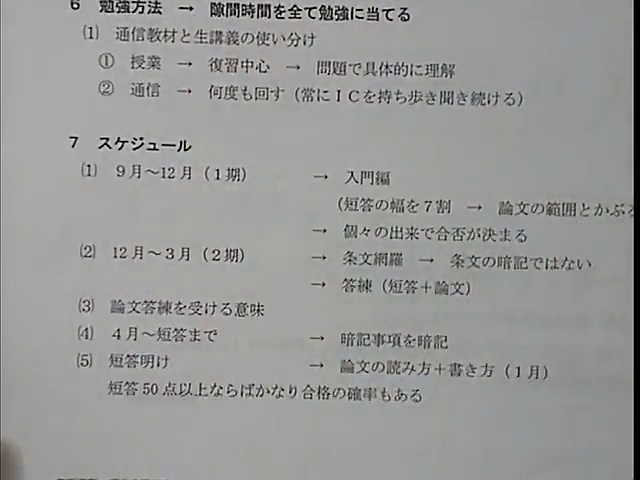 6 勉強方法 → 隙間時間を全て勉強に当てる
(1) 通信教材と生講義の使い分け
① 授業 → 復習中心 → 問題で具体的に理解
② 通信 → 何度も回す(常にICを持ち歩き聞き続ける)
7 スケジュール
(1) 9月～12月(1期) → 入門編
(短答の幅を7割 → 論文の範囲とかぶる
→ 個々の出来で合否が決まる
(2) 12月～3月(2期) → 条文網羅 → 条文の暗記ではない
→ 答練(短答+論文)
(3) 論文答練を受ける意味
(4) 4月～短答まで → 暗記事項を暗記
(5) 短答明け → 論文の読み方+書き方(1月)
短答50点以上ならばかなり合格の確率もある